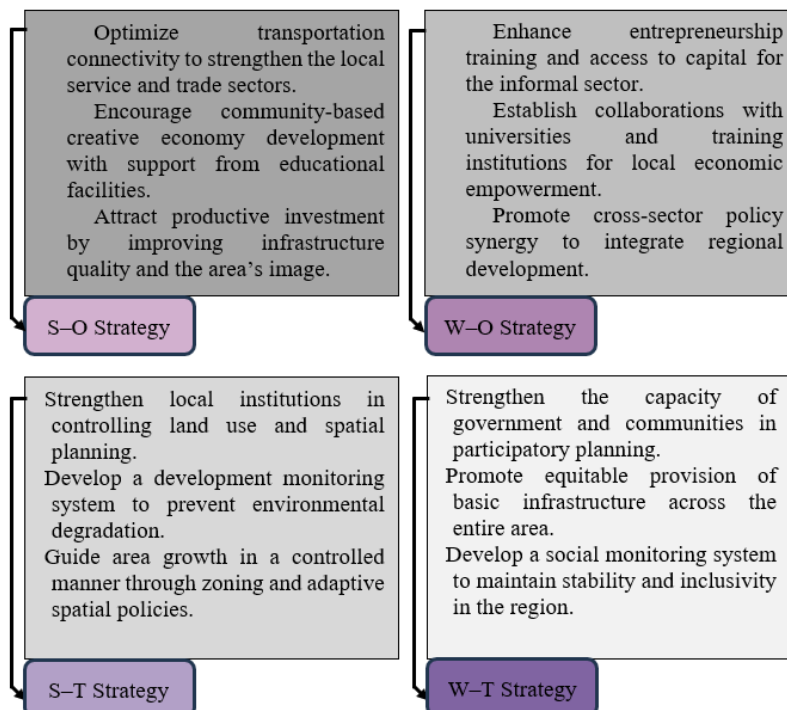 Optimize transportation
connectivity to strengthen the local
service and trade sectors.
Encourage community-based
creative economy development
with support from educational
facilities.
Attract productive investment
by improving infrastructure
quality and the area's image.
S–O Strategy
Enhance entrepreneurship
training and access to capital for
the informal sector.
Establish collaborations with
universities and training
institutions for local economic
empowerment.
Promote cross-sector policy
synergy to integrate regional
development.
W–O Strategy
Strengthen local institutions in
controlling land use and spatial
planning.
Develop a development monitoring
system to prevent environmental
degradation.
Guide area growth in a controlled
manner through zoning and adaptive
spatial policies.
S–T Strategy
Strengthen the capacity of
government and communities in
participatory planning.
Promote equitable provision of
basic infrastructure across the
entire area.
Develop a social monitoring system
to maintain stability and inclusivity
in the region.
W–T Strategy